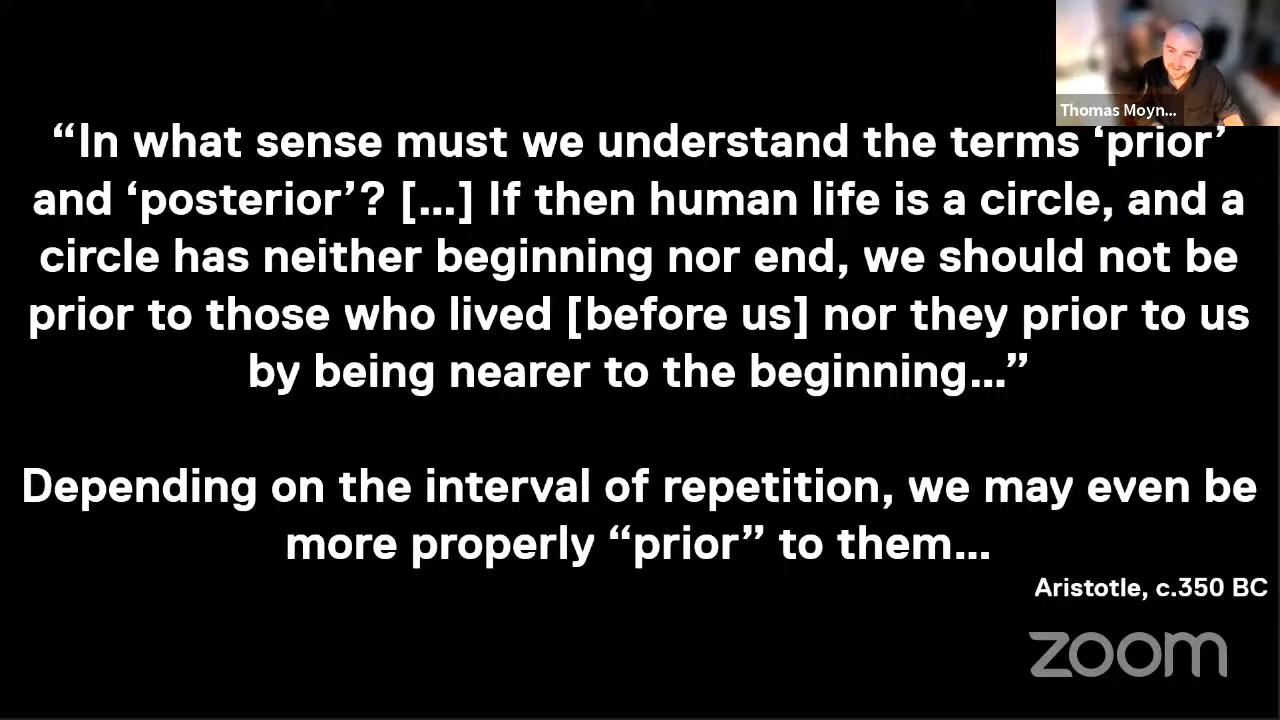 Thomas Moyn...
“In what sense must we understand the terms ‘prior’
and ‘posterior’? [...] If then human life is a circle, and a
circle has neither beginning nor end, we should not be
prior to those who lived [before us] nor they prior to us
by being nearer to the beginning...”
Depending on the interval of repetition, we may even be
more properly “prior” to them...
Aristotle, c.350 BC
zoom